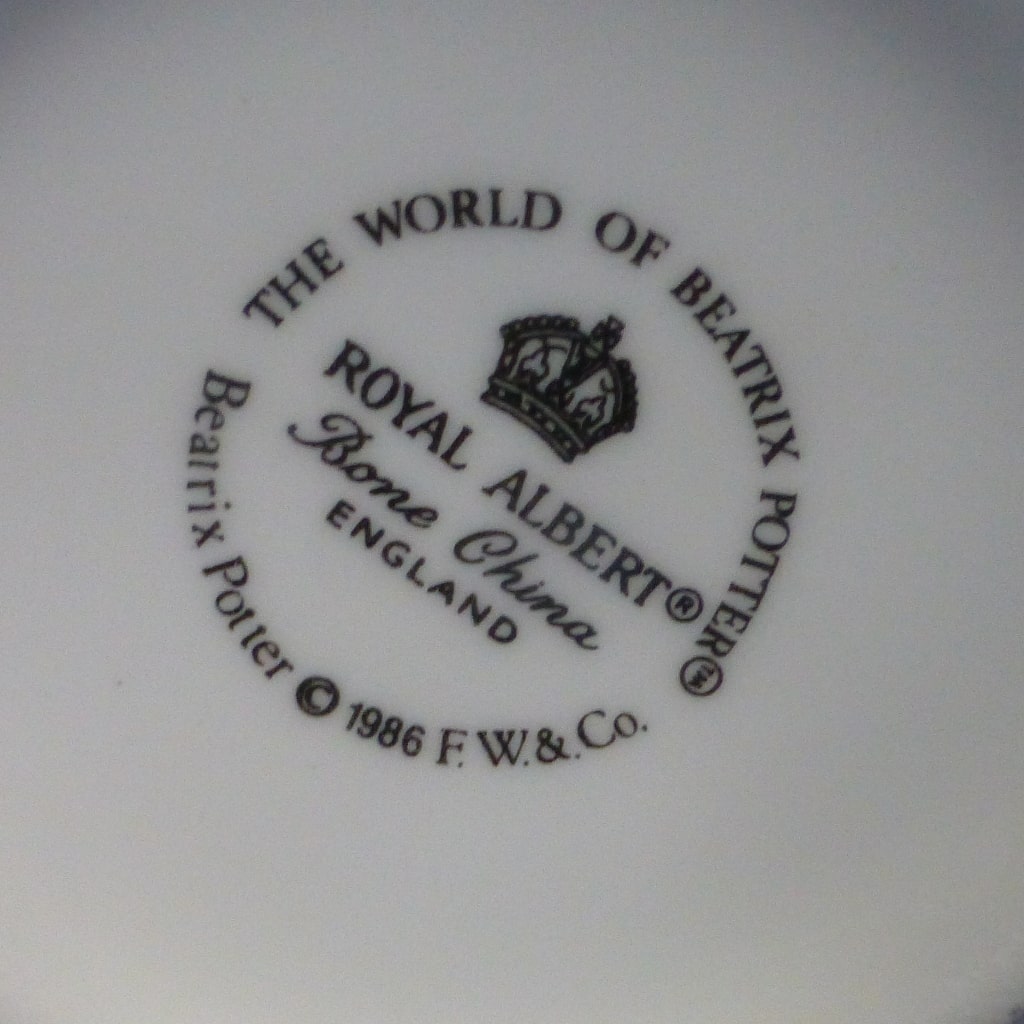 THE WORLD OF BEATRIX POTTER™
ROYAL ALBERT®
Bone China
ENGLAND
Beatrix Potter © 1986 F. W. & Co.